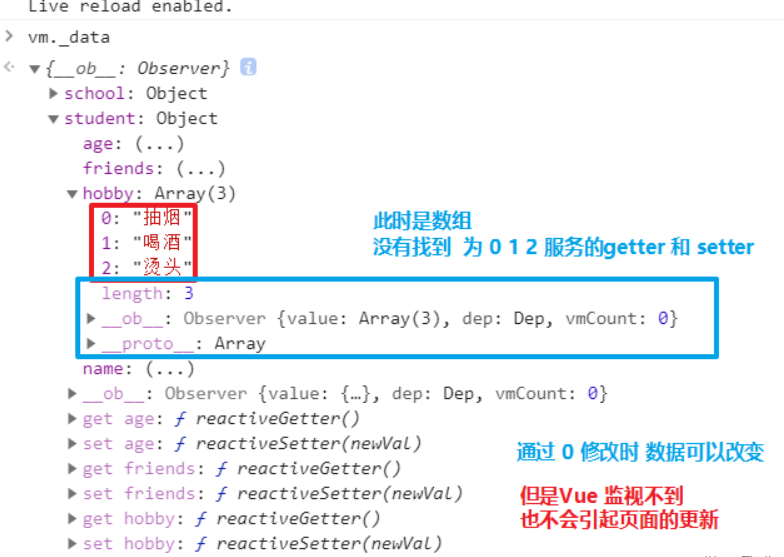 Live reload enabled.
> vm._data
<· ▼{__ob__: Observer} i
▶school: Object
▼student: Object
age: (...)
friends: (...)
▼hobby: Array(3)
0: "抽烟"
1: "喝酒"
2: "烫头"
此时是数组
没有找到 为 0 1 2 服务的getter 和 setter
length: 3
▶__ob__: Observer {value: Array(3), dep: Dep, vmCount: 0}
▶__proto__: Array
name: (...)
▶__ob__: Observer {value: {…}, dep: Dep, vmCount: 0}
▶get age: ƒ reactiveGetter()
▶set age: ƒ reactiveSetter(newVal)
▶get friends: ƒ reactiveGetter()
▶set friends: ƒ reactiveSetter(newVal)
▶get hobby: ƒ reactiveGetter()
▶set hobby: ƒ reactiveSetter(newVal)
通过 0 修改时 数据可以改变
但是Vue 监视不到
也不会引起页面的更新